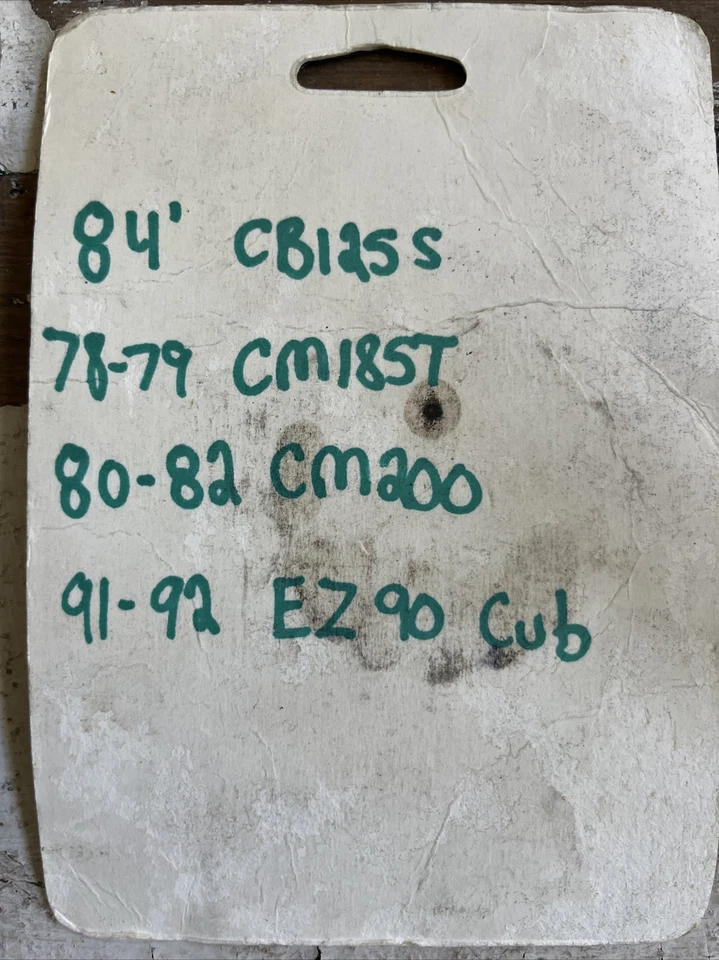 84' CB125S
78-79 CM185T
80-82 CM200
91-92 EZ90 Cub